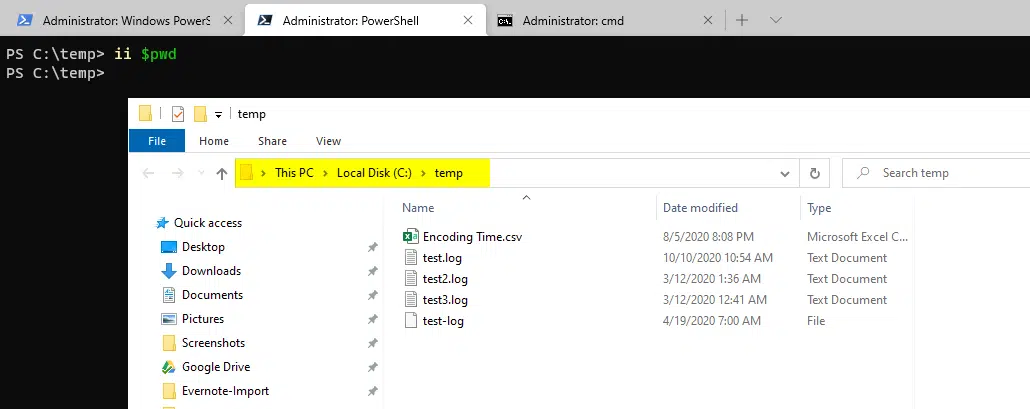 Administrator: Windows PowerS
Administrator: PowerShell
Administrator: cmd
PS C:\temp> ii $pwd
PS C:\temp>
temp
File Home Share View
This PC Local Disk (C:) temp
Search temp
Name Date modified Type
Quick access
Desktop
Downloads
Documents
Pictures
Screenshots
Google Drive
Evernote-Import
Encoding Time.csv 8/5/2020 8:08 PM Microsoft Excel C...
test.log 10/10/2020 10:54 AM Text Document
test2.log 3/12/2020 1:36 AM Text Document
test3.log 3/12/2020 12:41 AM Text Document
test-log 4/19/2020 7:00 AM File